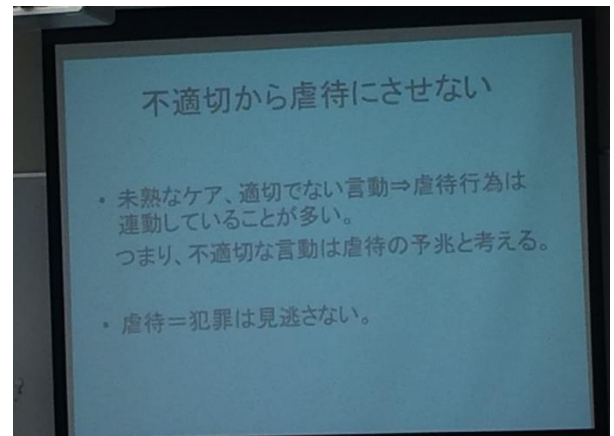 不適切から虐待にさせない
・未熟なケア、適切でない言動⇒虐待行為は
連動していることが多い。
つまり、不適切な言動は虐待の予兆と考える。
・虐待＝犯罪は見逃さない。